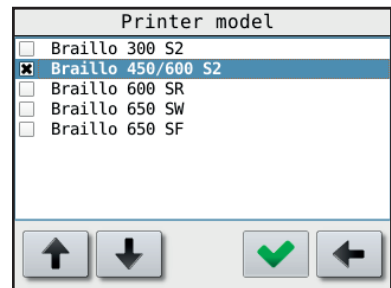 Printer model
Braillo 300 S2
Braillo 450/600 S2
Braillo 600 SR
Braillo 650 SW
Braillo 650 SF